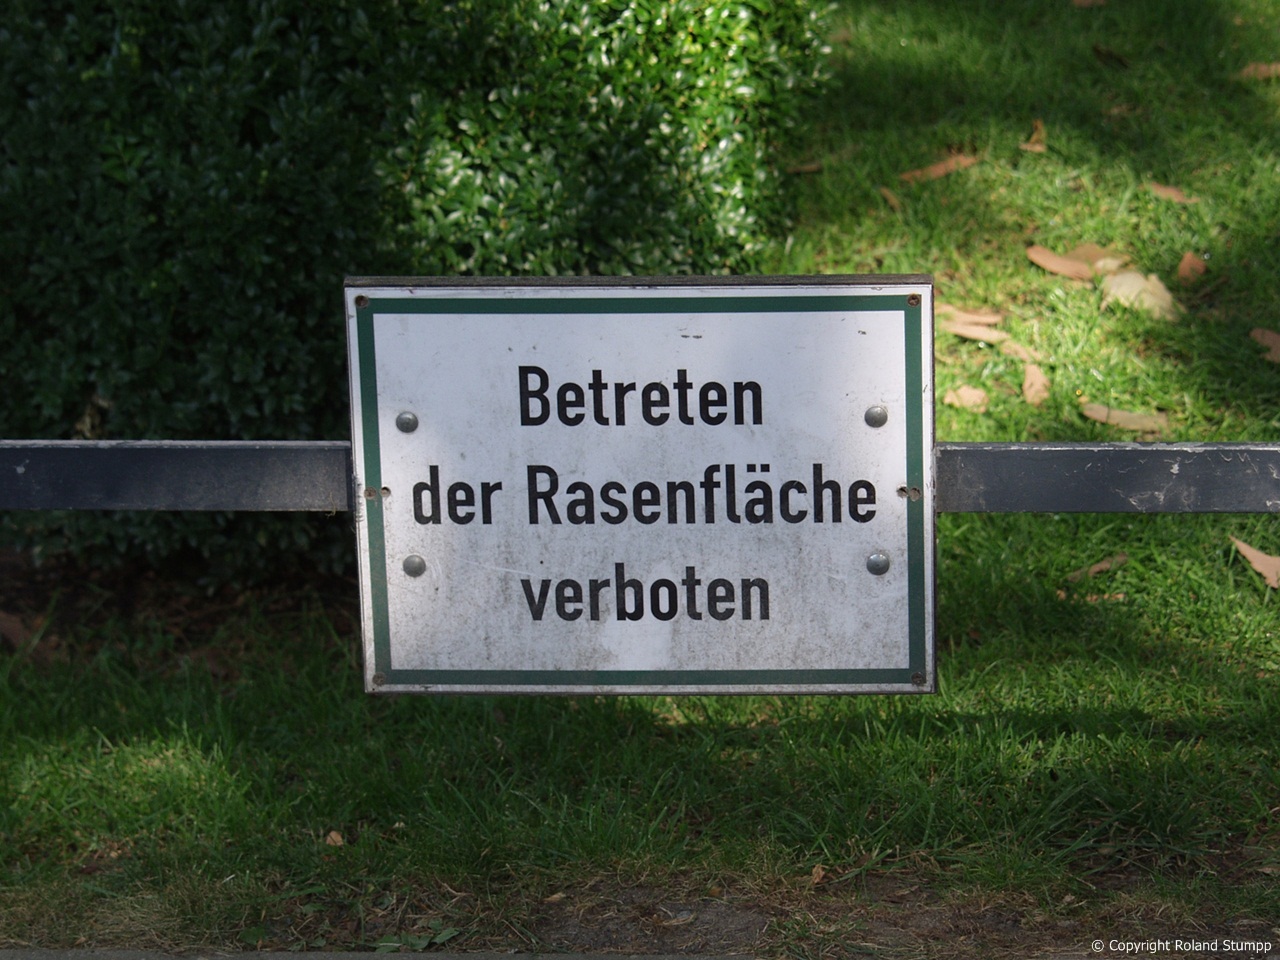 Betreten
der Rasenfläche
verboten
© Copyright Roland Stumpp